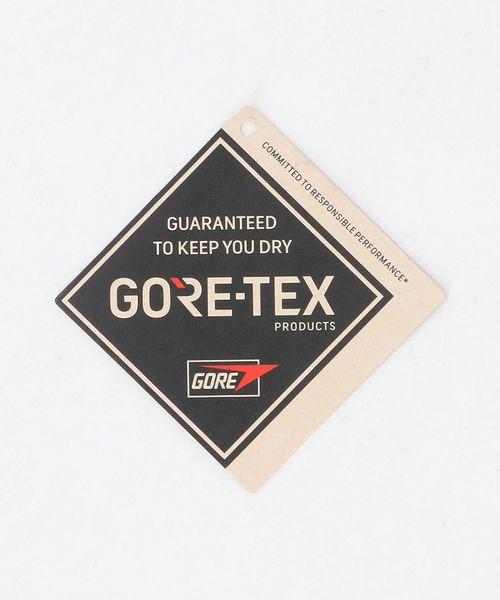 COMMITTED TO RESPONSIBLE PERFORMANCE*
GUARANTEED
TO KEEP YOU DRY
GORE-TEX
PRODUCTS
GORE